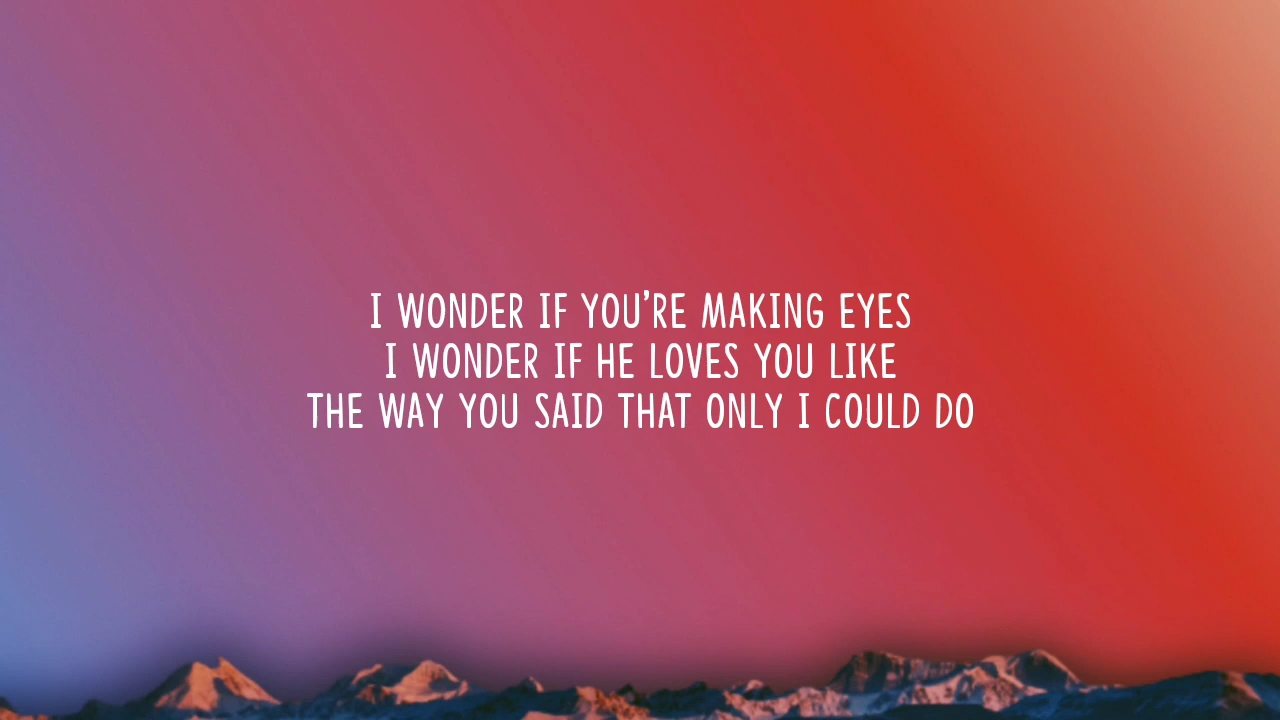 I WONDER IF YOU’RE MAKING EYES
I WONDER IF HE LOVES YOU LIKE
THE WAY YOU SAID THAT ONLY I COULD DO